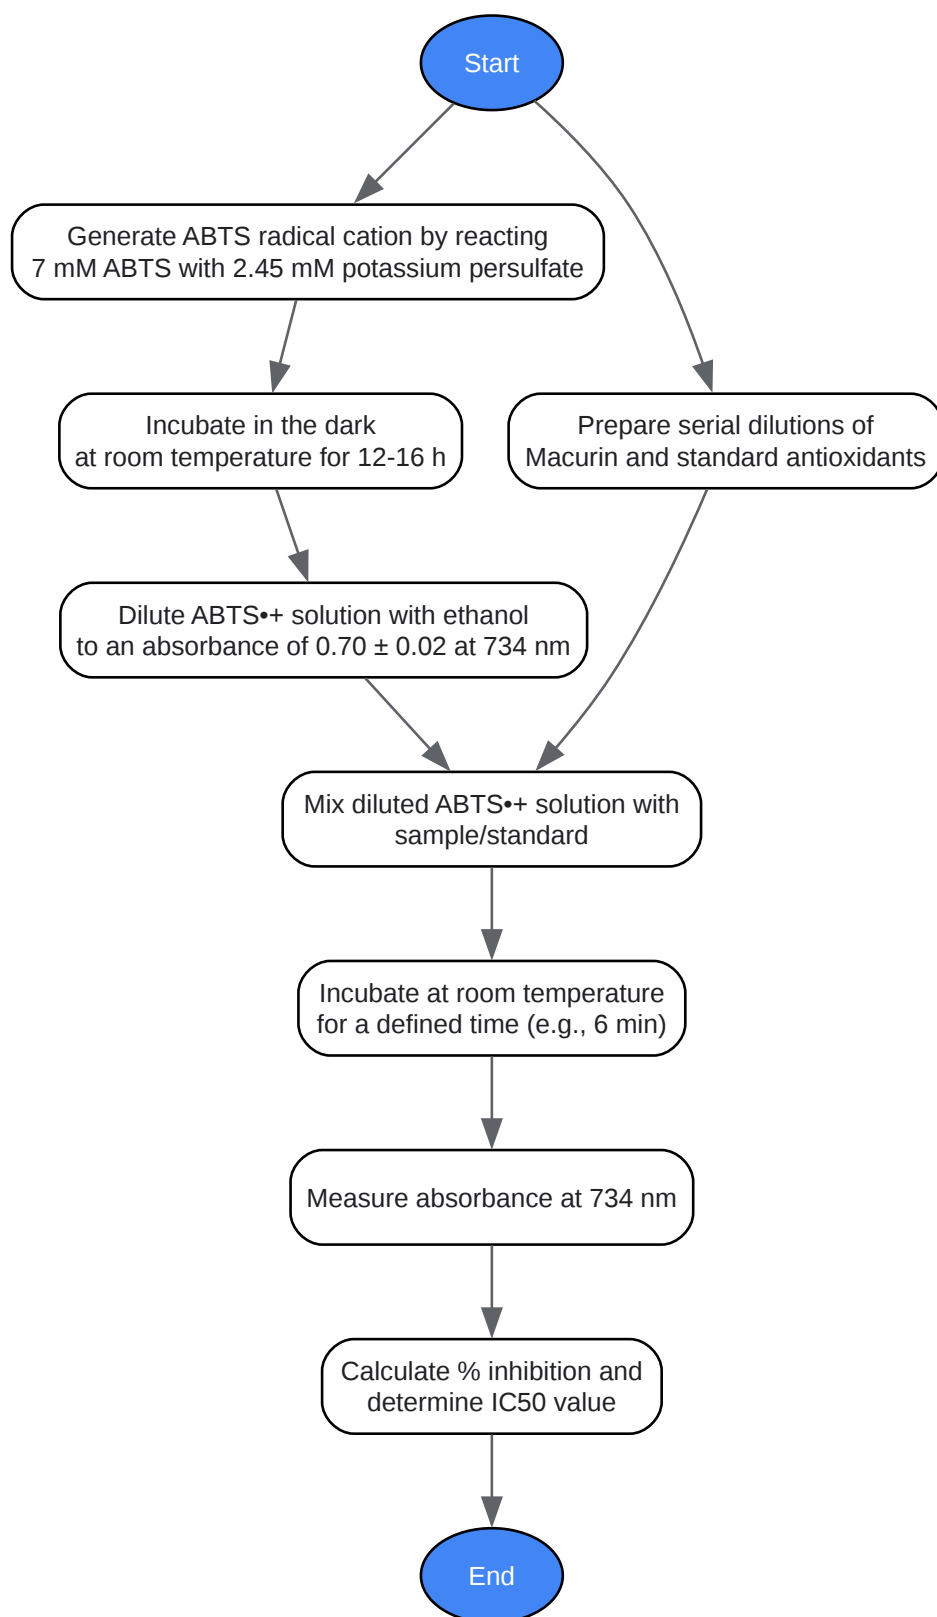 Start
Generate ABTS radical cation by reacting
7 mM ABTS with 2.45 mM potassium persulfate
Incubate in the dark
at room temperature for 12-16 h
Prepare serial dilutions of
Macurin and standard antioxidants
Dilute ABTS•+ solution with ethanol
to an absorbance of 0.70 ± 0.02 at 734 nm
Mix diluted ABTS•+ solution with
sample/standard
Incubate at room temperature
for a defined time (e.g., 6 min)
Measure absorbance at 734 nm
Calculate % inhibition and
determine IC50 value
End